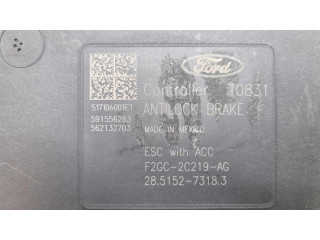 Ford
Controller T0831
517106001E1
ANTILOCK BRAKE
591556263
562132703
MADE IN MEXICO
ESC with ACC
F2GC-2C219-AG
28.5152-7318.3